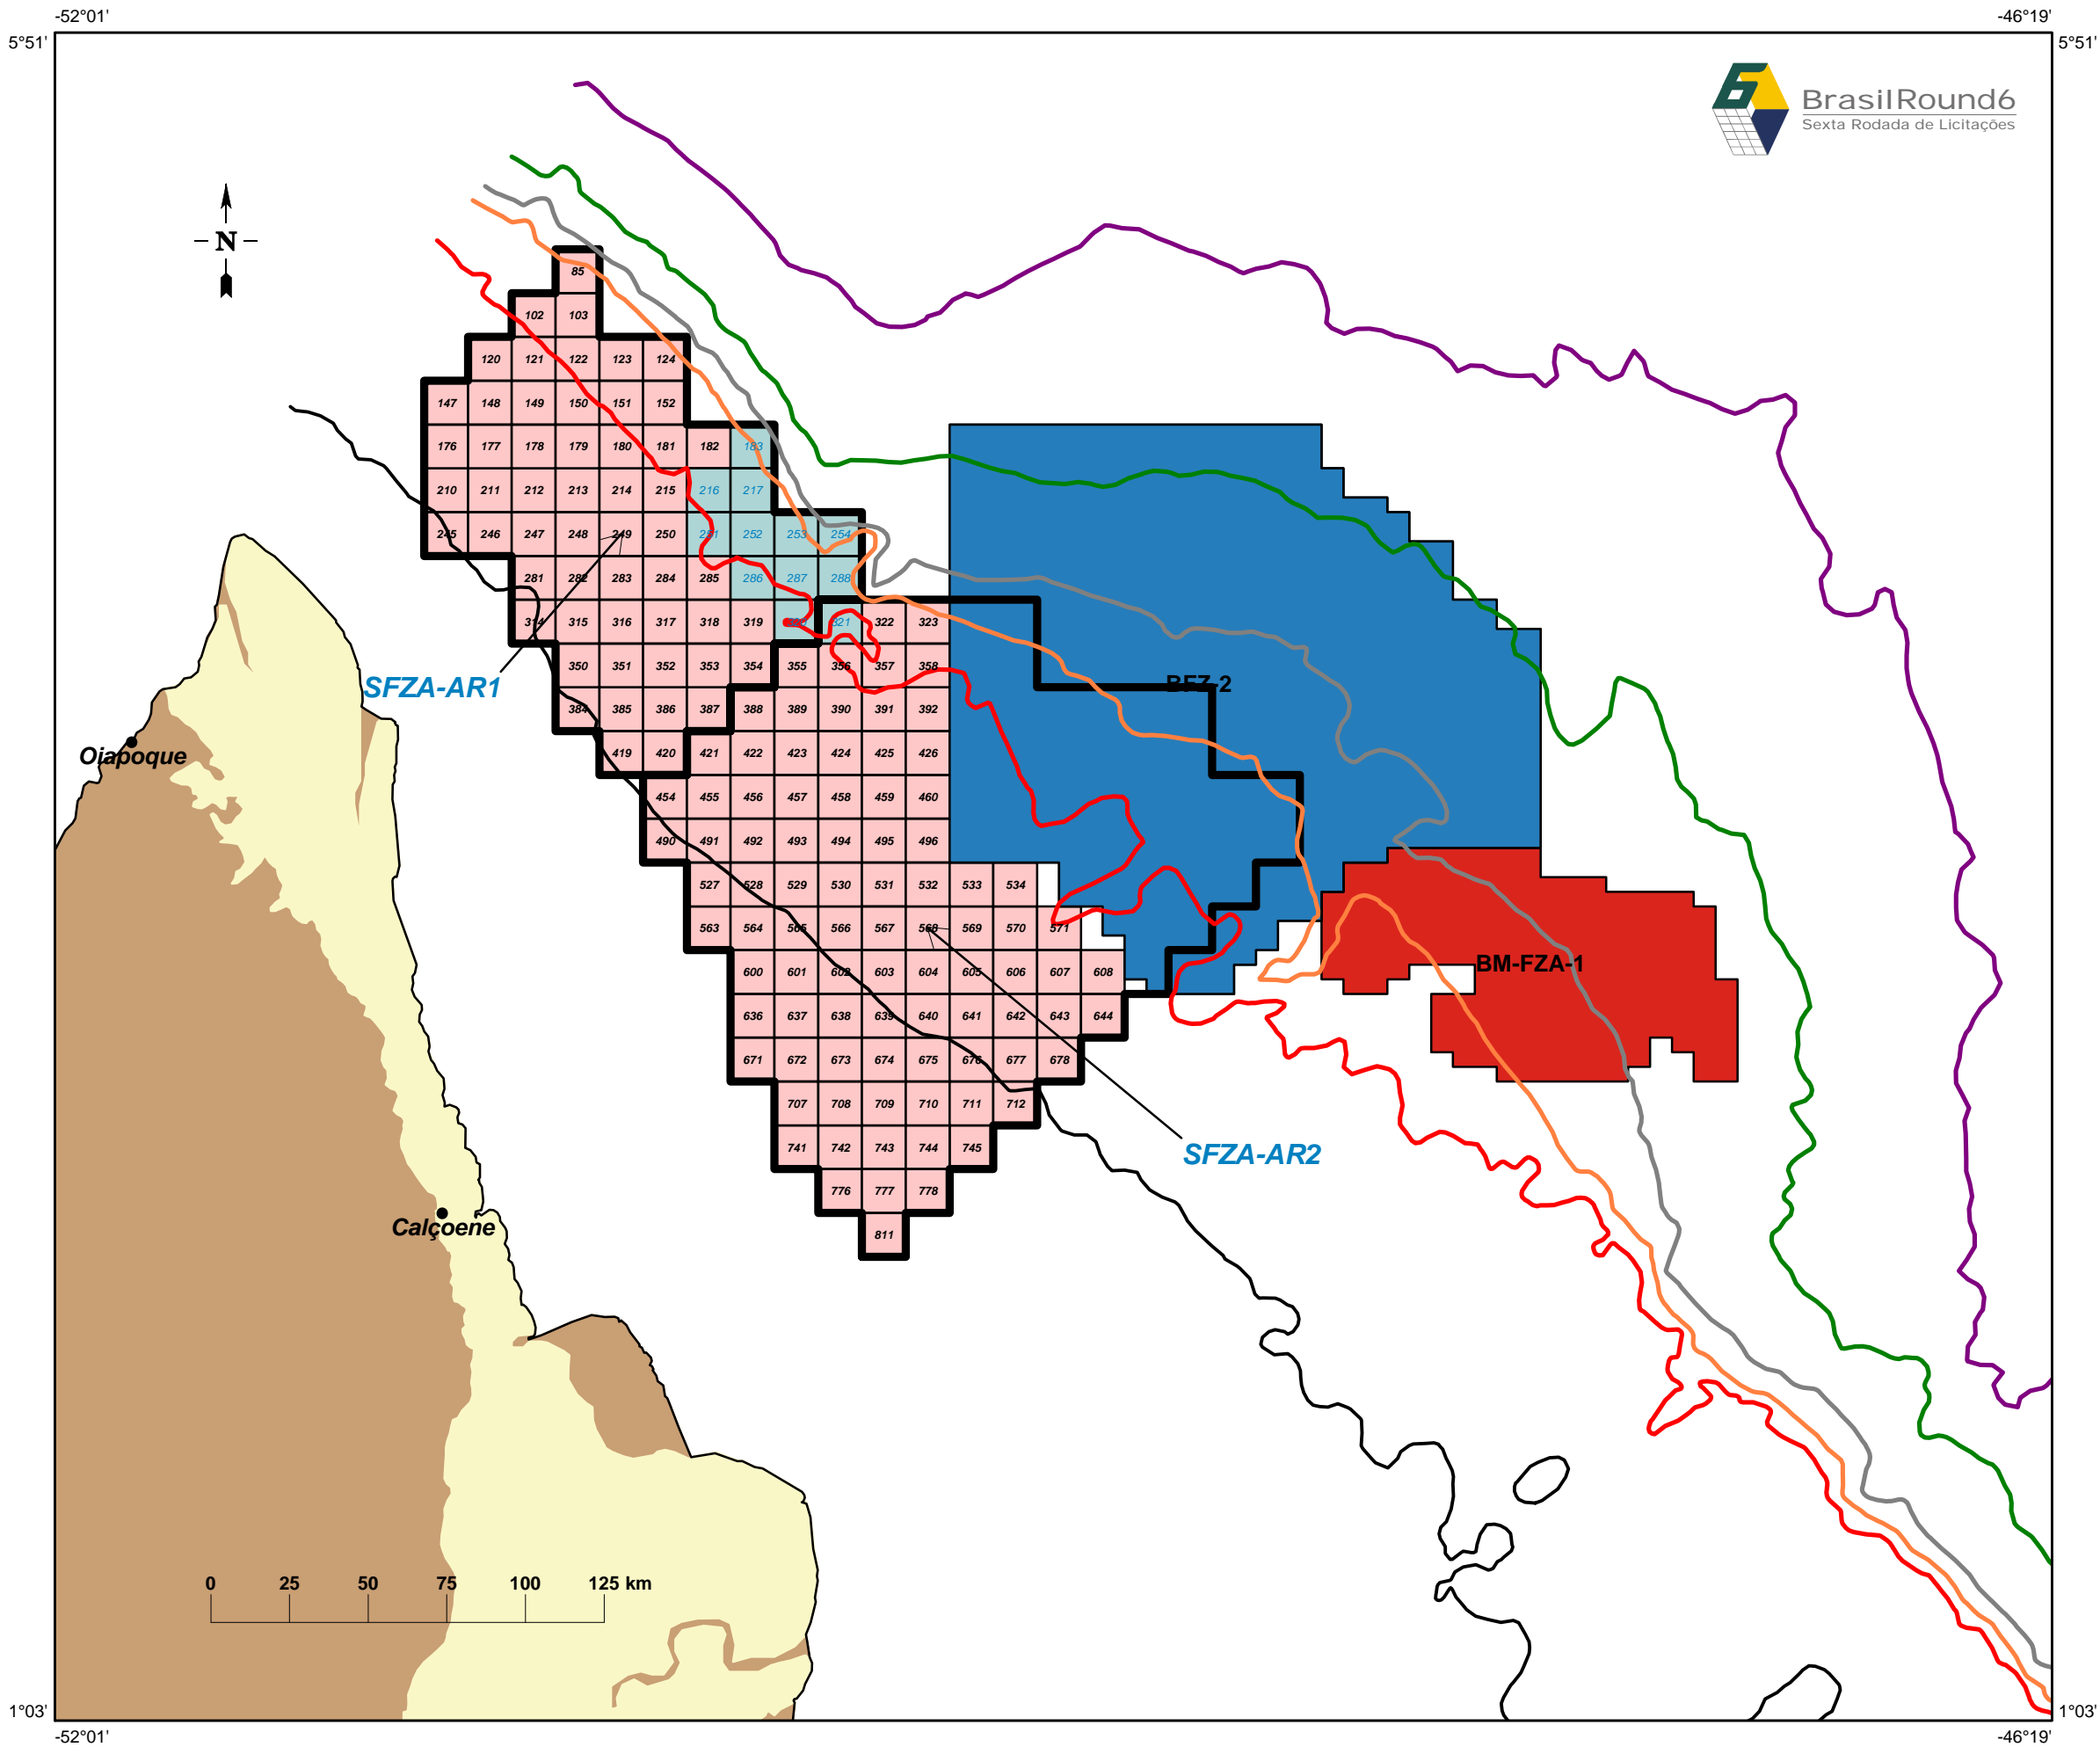 -52°01' -46°19'
5°51' 5°51'
BrasilRound6
Sexta Rodada de Licitações
N
85
102 103
120 121 122 123 124
147 148 149 150 151 152
176 177 178 179 180 181 182 183
210 211 212 213 214 215 216 217
245 246 247 248 249 250 251 252 253 254
281 282 283 284 285 286 287 288
314 315 316 317 318 319 321 322 323
350 351 352 353 354 355 356 357 358
SFZA-AR1
BFZ-2
384 385 386 387 388 389 390 391 392
Oiapoque
419 420 421 422 423 424 425 426
454 455 456 457 458 459 460
490 491 492 493 494 495 496
527 528 529 530 531 532 533 534
563 564 565 566 567 568 569 570 571
BM-FZA-1
600 601 602 603 604 605 606 607 608
636 637 638 639 640 641 642 643 644
671 672 673 674 675 676 677 678
707 708 709 710 711 712
741 742 743 744 745
SFZA-AR2
776 777 778
Calçoene
811
0 25 50 75 100 125 km
1°03' 1°03'
-52°01' -46°19'